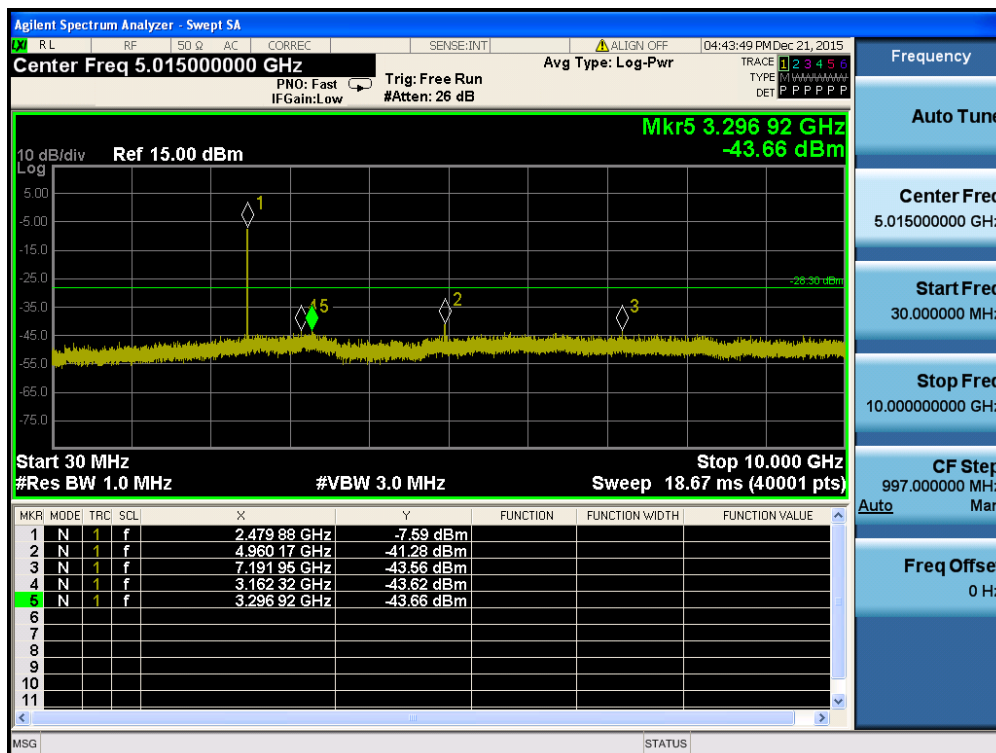 Agilent Spectrum Analyzer - Swept SA
LXI RL RF 50 Ω AC CORREC SENSE:INT ALIGN OFF 04:43:49 PM Dec 21, 2015
Center Freq 5.015000000 GHz
PNO: Fast
IFGain:Low
Trig: Free Run
#Atten: 26 dB
Avg Type: Log-Pwr
TRACE 1 2 3 4 5 6
TYPE M
DET P P P P P P
Mkr5 3.296 92 GHz
-43.66 dBm
10 dB/div Ref 15.00 dBm
Log
5.00
-5.00
-15.0
-25.0
-35.0
-45.0
-55.0
-65.0
-75.0
1
-28.30 dBm
5
2
3
Start 30 MHz Stop 10.000 GHz
#Res BW 1.0 MHz #VBW 3.0 MHz Sweep 18.67 ms (40001 pts)
MKR MODE TRC SCL X Y FUNCTION FUNCTION WIDTH FUNCTION VALUE
1 N 1 f 2.479 88 GHz -7.59 dBm
2 N 1 f 4.960 17 GHz -41.28 dBm
3 N 1 f 7.191 95 GHz -43.56 dBm
4 N 1 f 3.162 32 GHz -43.62 dBm
5 N 1 f 3.296 92 GHz -43.66 dBm
6
7
8
9
10
11
MSG STATUS
Frequency
Auto Tune
Center Freq
5.015000000 GHz
Start Freq
30.000000 MHz
Stop Freq
10.000000000 GHz
CF Step
997.000000 MHz
Auto Man
Freq Offset
0 Hz